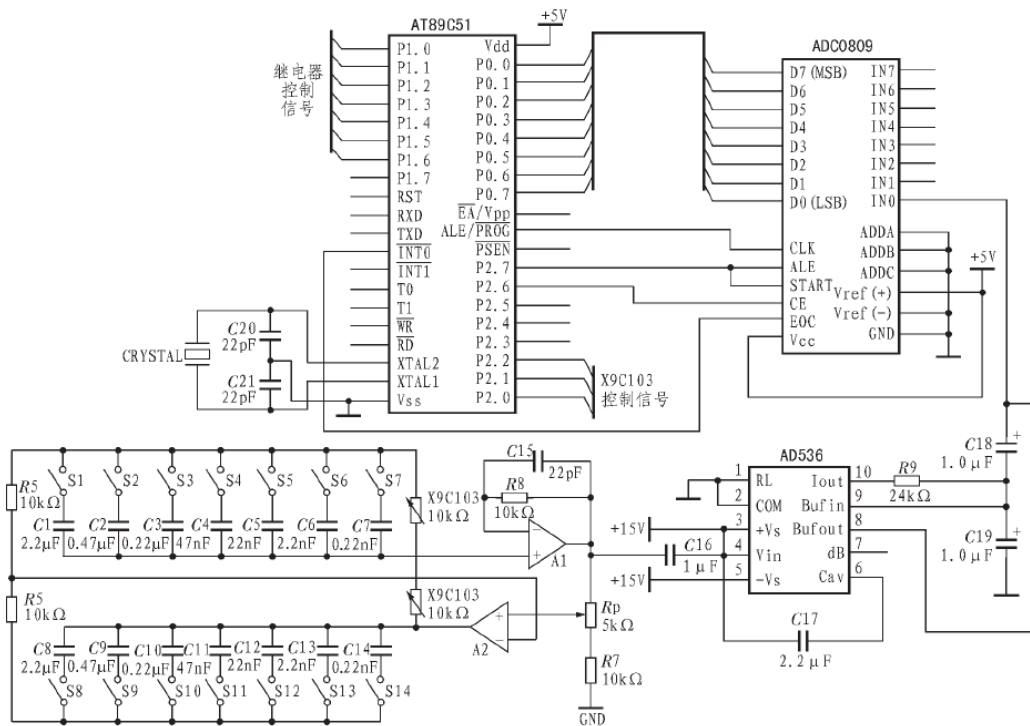 AT89C51
+5V
继电器
控制
信号
P1.0
P1.1
P1.2
P1.3
P1.4
P1.5
P1.6
P1.7
RST
RXD
TXD
INT0
INT1
T0
T1
WR
RD
XTAL2
XTAL1
Vss
Vdd
P0.0
P0.1
P0.2
P0.3
P0.4
P0.5
P0.6
P0.7
EA/Vpp
ALE/PROG
PSEN
P2.7
P2.6
P2.5
P2.4
P2.3
P2.2
P2.1
P2.0
X9C103
控制信号
ADC0809
D7(MSB)
D6
D5
D4
D3
D2
D1
D0(LSB)
CLK
ALE
START
CE
EOC
Vcc
IN7
IN6
IN5
IN4
IN3
IN2
IN1
IN0
ADDA
ADDB
ADDC
Vref(+)
Vref(-)
GND
+5V
CRYSTAL
C20
22pF
C21
22pF
R5
10kΩ
S1
S2
S3
S4
S5
S6
S7
C1
2.2μF
C2
0.47μF
C3
0.22μF
C4
47nF
C5
22nF
C6
2.2nF
C7
0.22nF
X9C103
10kΩ
R5
10kΩ
X9C103
10kΩ
C8
2.2μF
C9
0.47μF
C10
0.22μF
C11
47nF
C12
22nF
C13
2.2nF
C14
0.22nF
S8
S9
S10
S11
S12
S13
S14
C15
22pF
R8
10kΩ
−
+
A1
+
−
A2
Rp
5kΩ
R7
10kΩ
GND
C16
1μF
+15V
+15V
AD536
1
2
3
4
5
RL
COM
+Vs
Vin
-Vs
Iout
Bufin
Bufout
dB
Cav
10
9
8
7
6
R9
24kΩ
C17
2.2μF
C18
1.0μF
+
C19
1.0μF
+